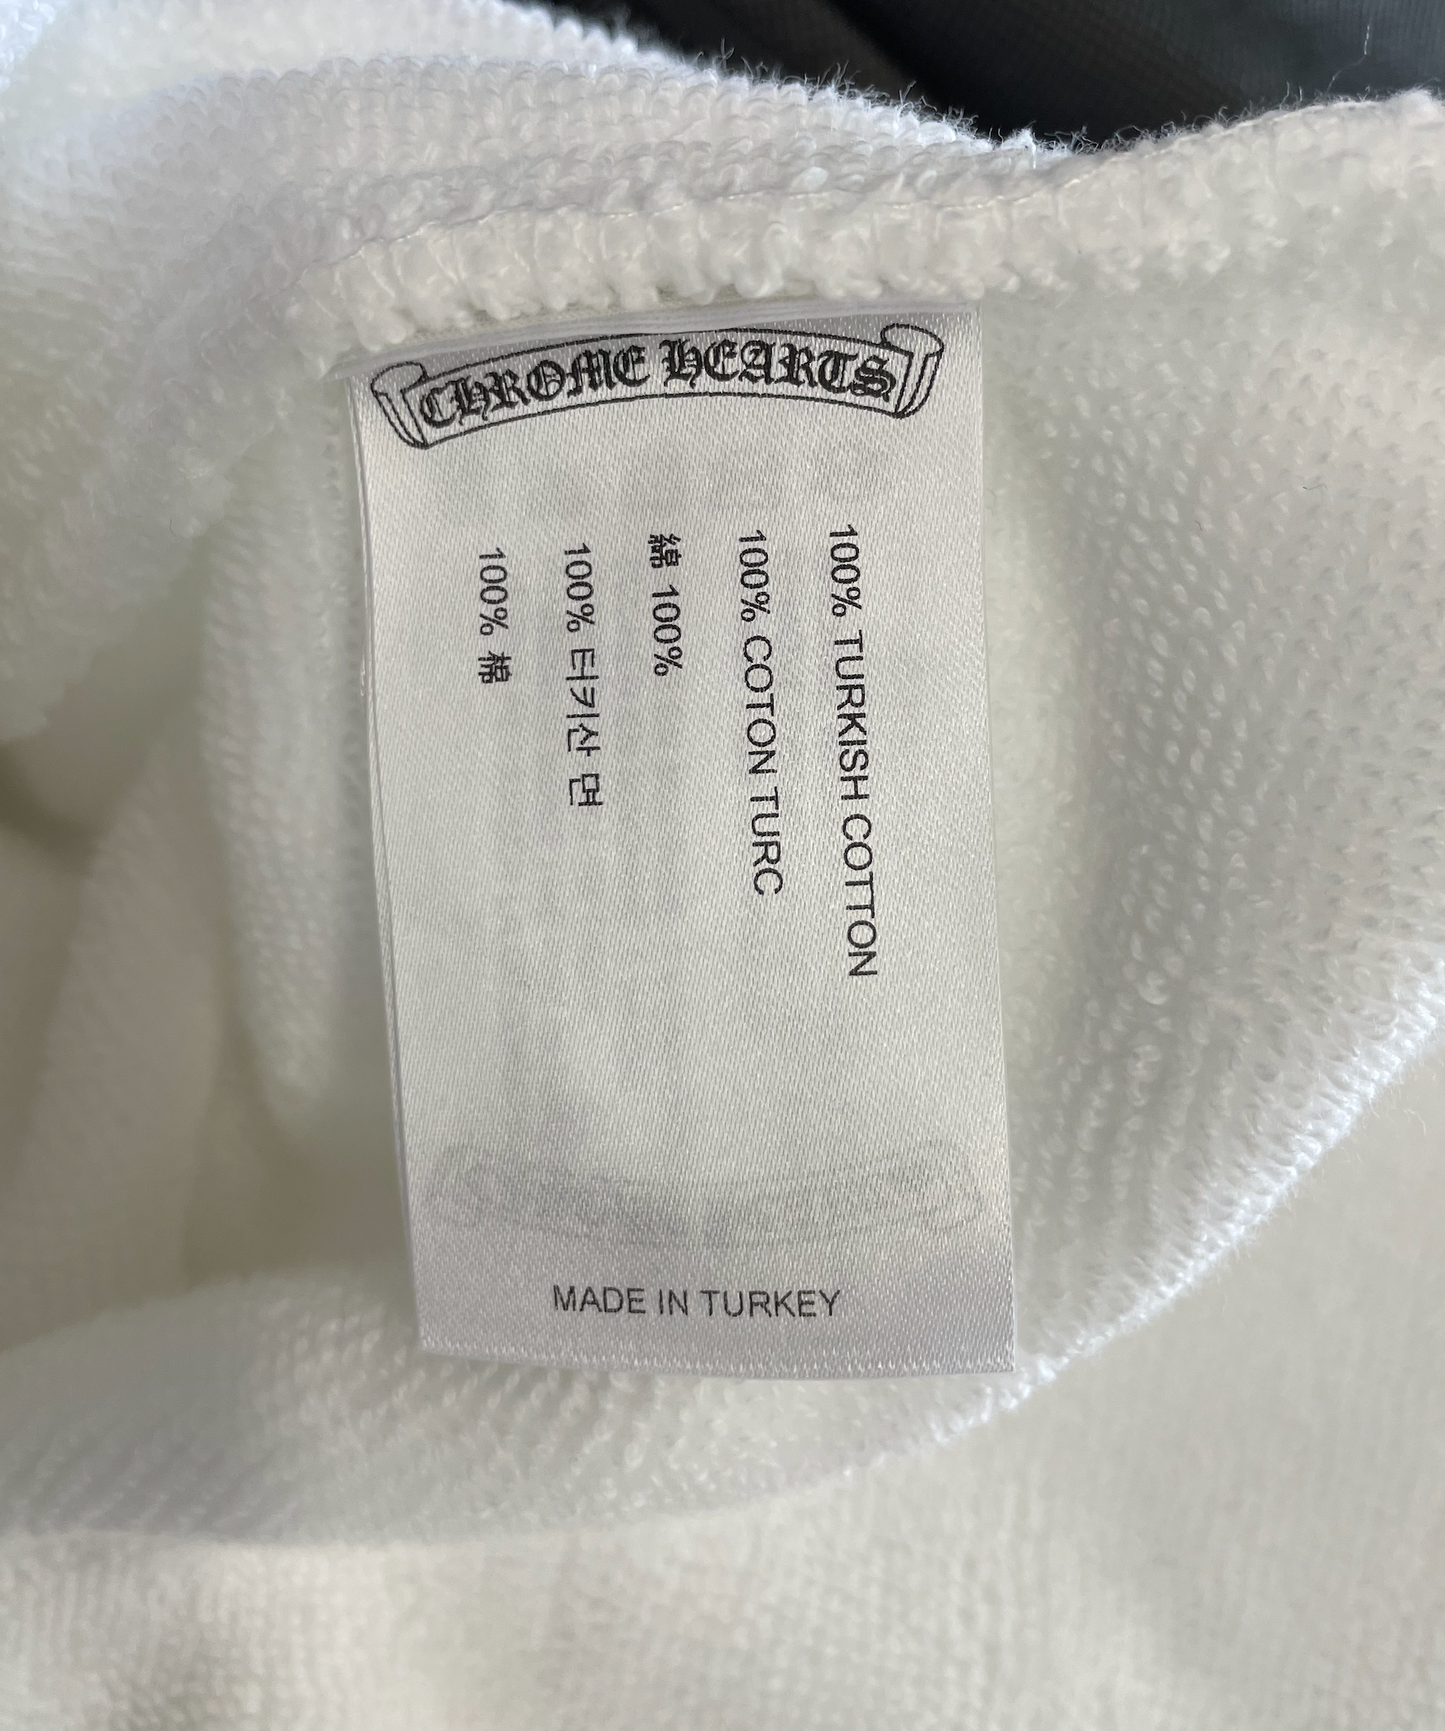 CHROME HEARTS
100% TURKISH COTTON
100% COTON TURC
綿 100%
100% 터키산 면
100% 棉
MADE IN TURKEY